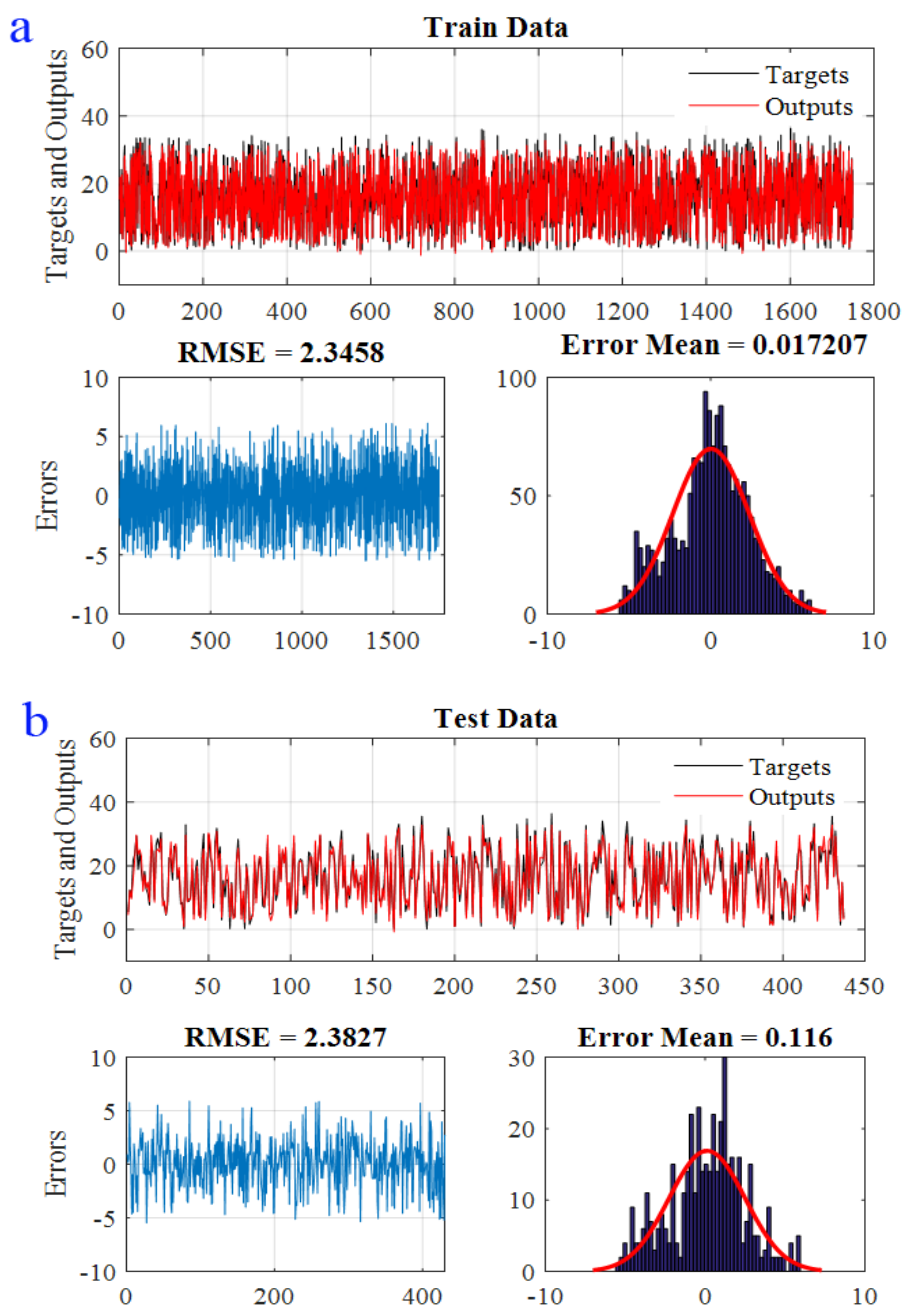 a
Train Data
Targets and Outputs
60
40
20
0
Targets
Outputs
0 200 400 600 800 1000 1200 1400 1600 1800
RMSE = 2.3458
Errors
10
5
0
-5
-10
0 500 1000 1500
Error Mean = 0.017207
100
50
0
-10 0 10
b
Test Data
Targets and Outputs
60
40
20
0
Targets
Outputs
0 50 100 150 200 250 300 350 400 450
RMSE = 2.3827
Errors
10
5
0
-5
-10
0 200 400
Error Mean = 0.116
30
20
10
0
-10 0 10